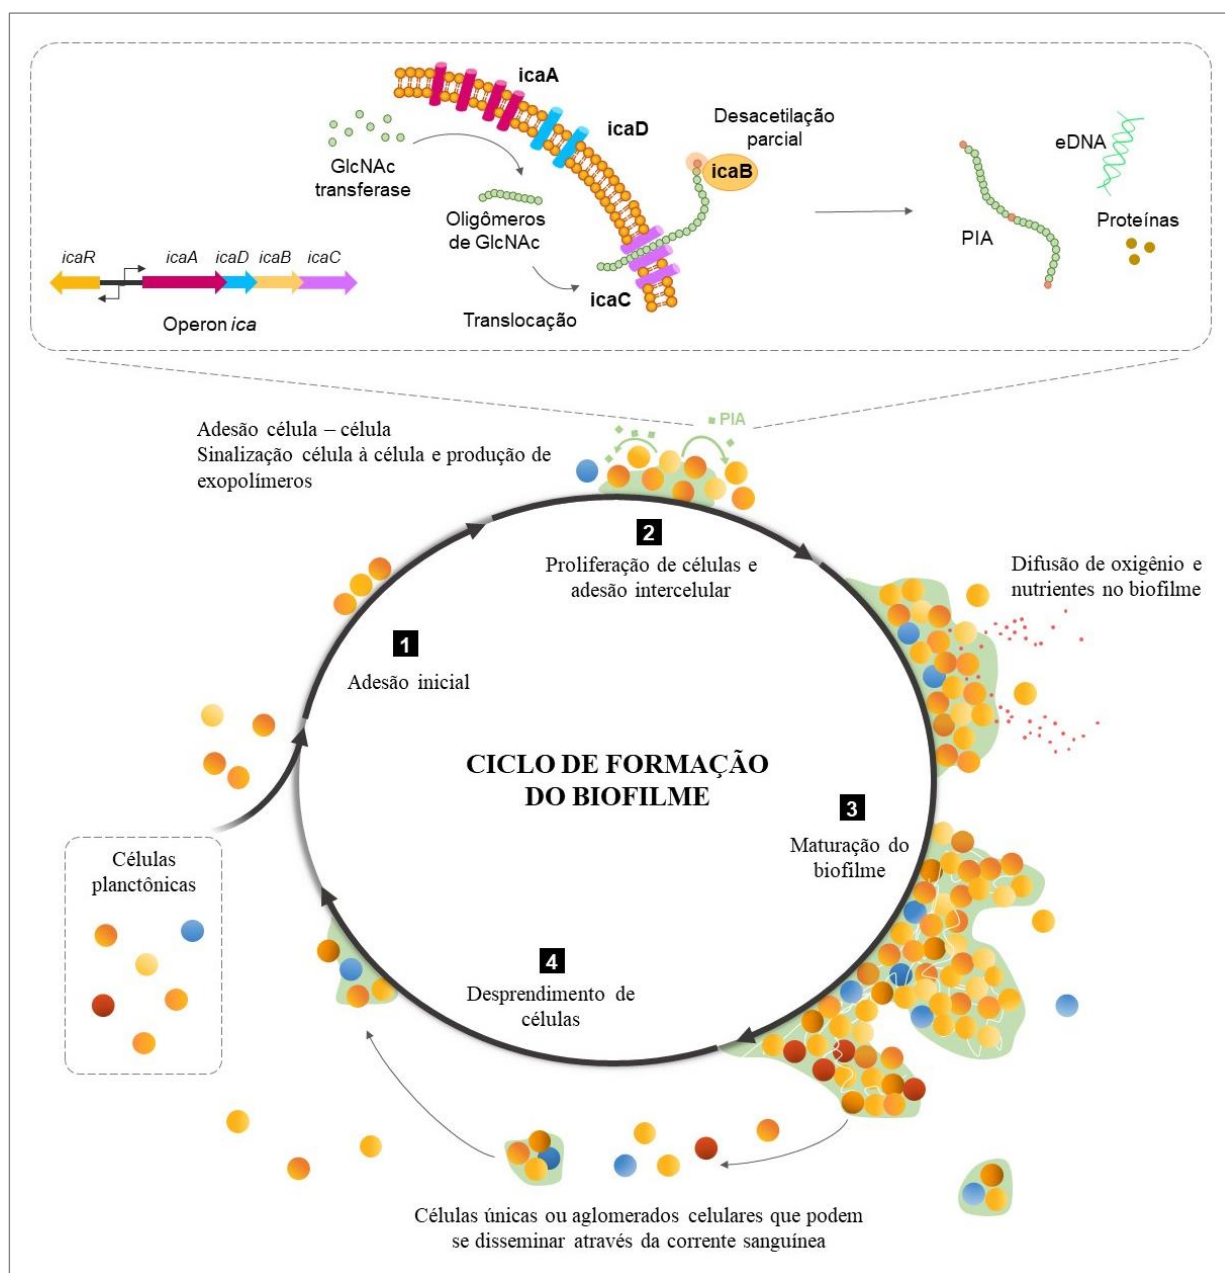 icaA
icaD
Desacetilação
parcial
icaB
eDNA
GlcNAc
transferase
Oligômeros
de GlcNAc
PIA
Proteínas
icaR
icaA
icaD
icaB
icaC
icaC
Operon ica
Translocação
Adesão célula – célula
Sinalização célula à célula e produção de
exopolímeros
PIA
2
Proliferação de células e
adesão intercelular
Difusão de oxigênio e
nutrientes no biofilme
1
Adesão inicial
CICLO DE FORMAÇÃO
DO BIOFILME
3
Maturação do
biofilme
Células
planctônicas
4
Desprendimento de
células
Células únicas ou aglomerados celulares que podem
se disseminar através da corrente sanguínea